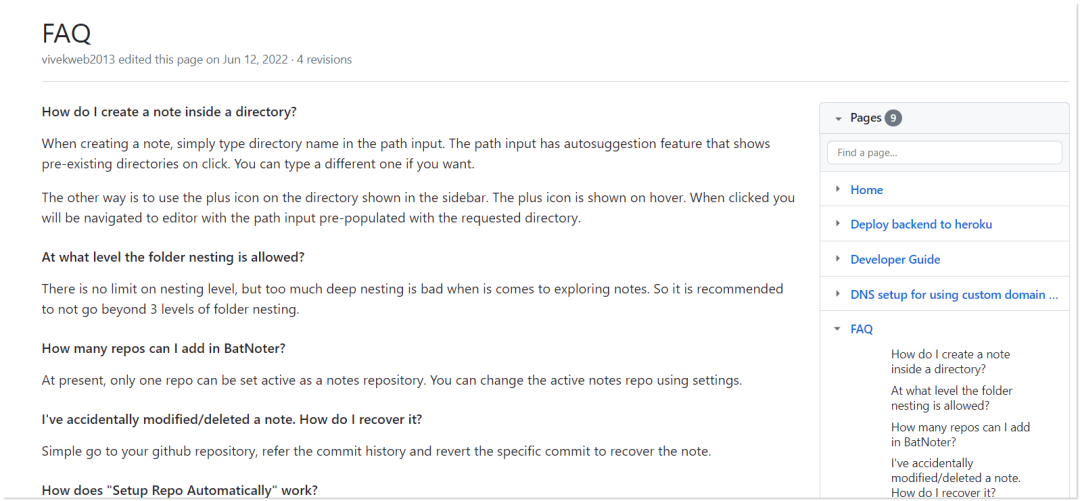 FAQ
vivekweb2013 edited this page on Jun 12, 2022 · 4 revisions
How do I create a note inside a directory?
When creating a note, simply type directory name in the path input. The path input has autosuggestion feature that shows
pre-existing directories on click. You can type a different one if you want.
The other way is to use the plus icon on the directory shown in the sidebar. The plus icon is shown on hover. When clicked you
will be navigated to editor with the path input pre-populated with the requested directory.
At what level the folder nesting is allowed?
There is no limit on nesting level, but too much deep nesting is bad when is comes to exploring notes. So it is recommended
to not go beyond 3 levels of folder nesting.
How many repos can I add in BatNoter?
At present, only one repo can be set active as a notes repository. You can change the active notes repo using settings.
I've accidentally modified/deleted a note. How do I recover it?
Simple go to your github repository, refer the commit history and revert the specific commit to recover the note.
How does "Setup Repo Automatically" work?
Pages 9
Find a page...
Home
Deploy backend to heroku
Developer Guide
DNS setup for using custom domain ...
FAQ
How do I create a note
inside a directory?
At what level the folder
nesting is allowed?
How many repos can I add
in BatNoter?
I've accidentally
modified/deleted a note.
How do I recover it?